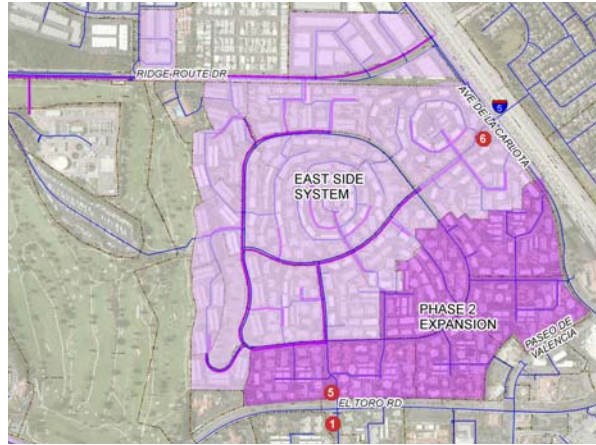 RIDGE ROUTE DR
AVE DE LA CARLOTA
5
6
EAST SIDE
SYSTEM
PHASE 2
EXPANSION
PASEO DE
VALENCIA
5
EL TORO RD
1